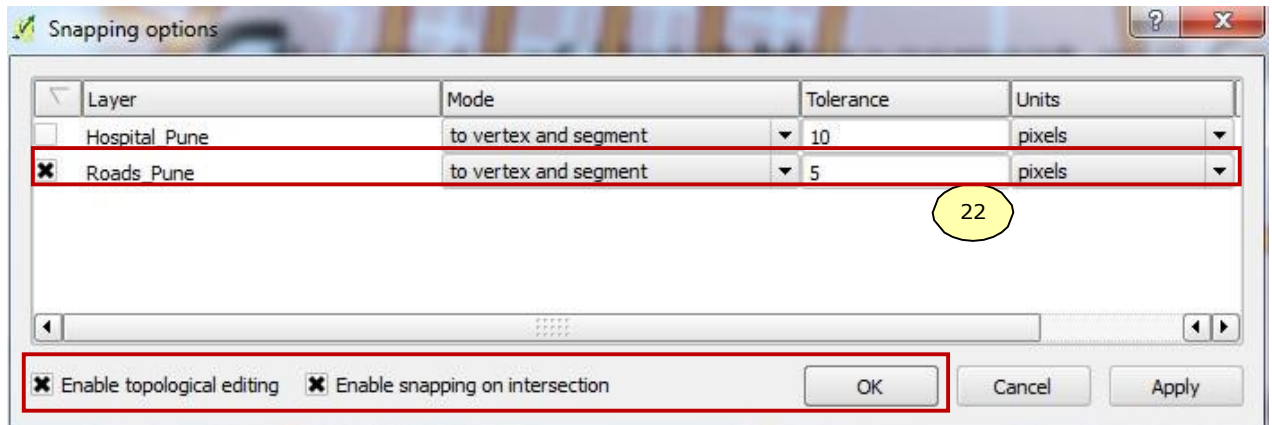 Snapping options
Layer Mode Tolerance Units
Hospital_Pune to vertex and segment 10 pixels
Roads_Pune to vertex and segment 5 pixels
22
Enable topological editing Enable snapping on intersection OK Cancel Apply